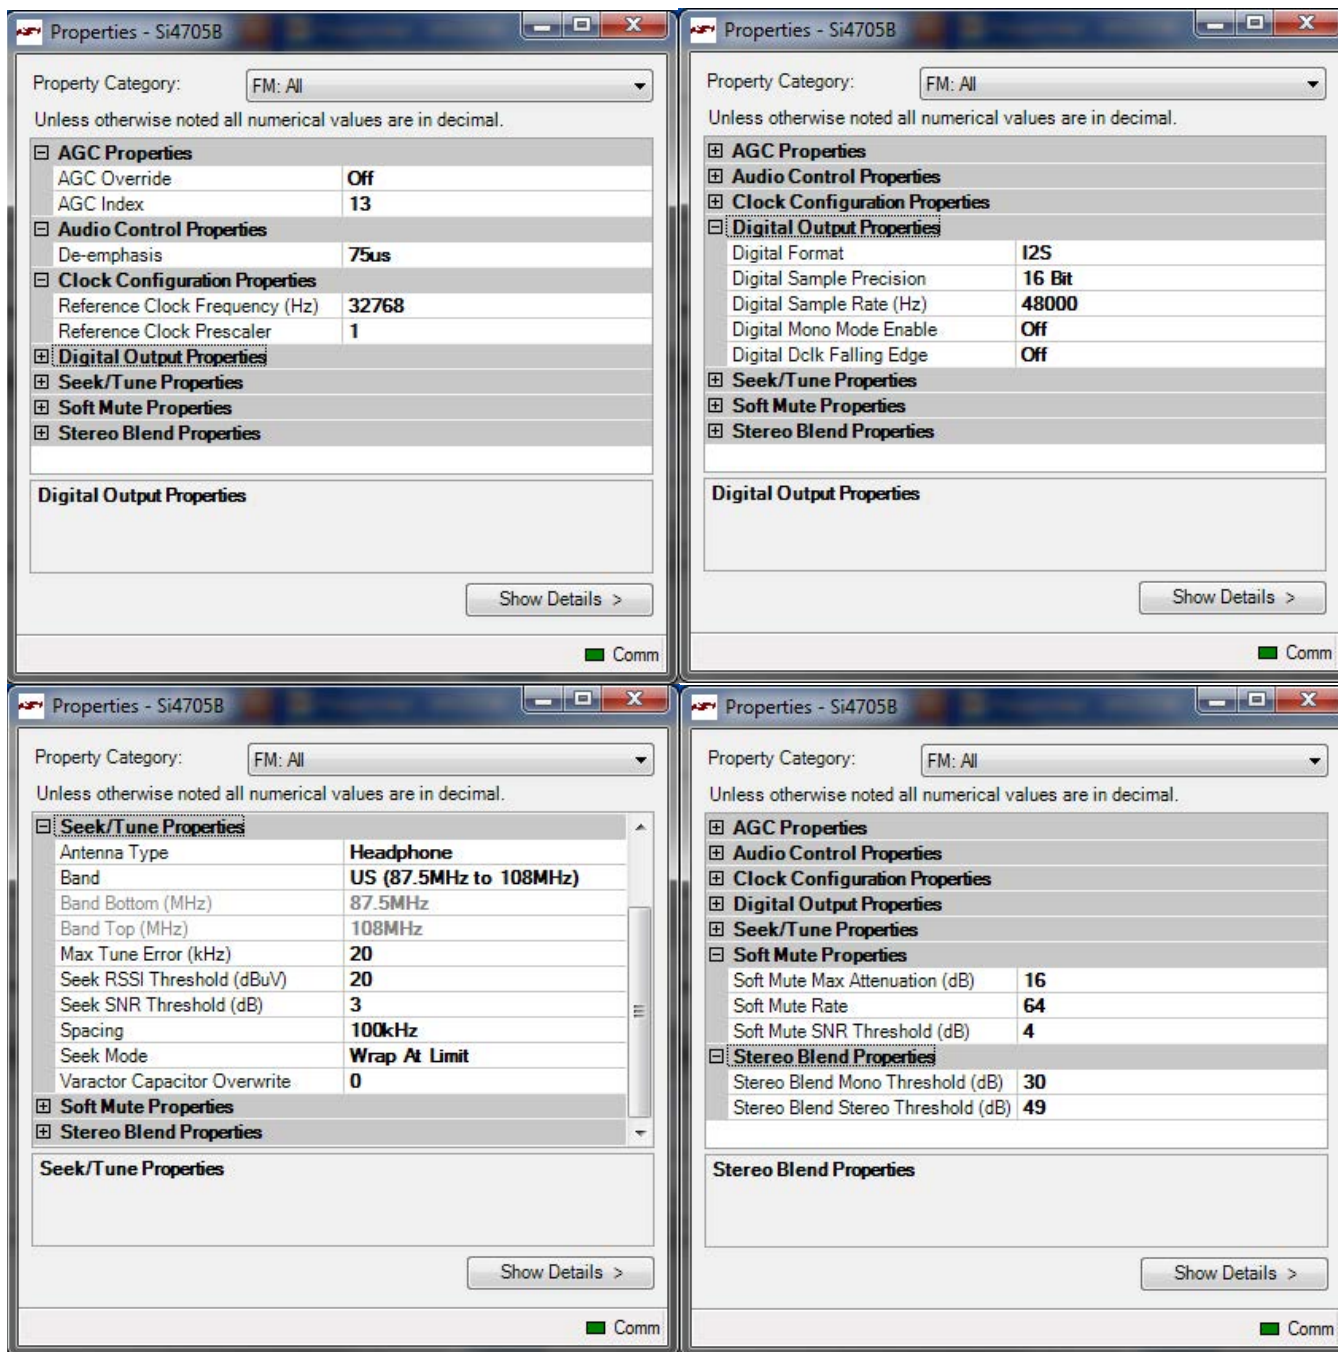 Properties - Si4705B
Property Category: FM: All
Unless otherwise noted all numerical values are in decimal.
AGC Properties
AGC Override Off
AGC Index 13
Audio Control Properties
De-emphasis 75us
Clock Configuration Properties
Reference Clock Frequency (Hz) 32768
Reference Clock Prescaler 1
Digital Output Properties
Seek/Tune Properties
Soft Mute Properties
Stereo Blend Properties
Digital Output Properties
Show Details >
Comm
Properties - Si4705B
Property Category: FM: All
Unless otherwise noted all numerical values are in decimal.
AGC Properties
Audio Control Properties
Clock Configuration Properties
Digital Output Properties
Digital Format I2S
Digital Sample Precision 16 Bit
Digital Sample Rate (Hz) 48000
Digital Mono Mode Enable Off
Digital Dclk Falling Edge Off
Seek/Tune Properties
Soft Mute Properties
Stereo Blend Properties
Digital Output Properties
Show Details >
Comm
Properties - Si4705B
Property Category: FM: All
Unless otherwise noted all numerical values are in decimal.
Seek/Tune Properties
Antenna Type Headphone
Band US (87.5MHz to 108MHz)
Band Bottom (MHz) 87.5MHz
Band Top (MHz) 108MHz
Max Tune Error (kHz) 20
Seek RSSI Threshold (dBuV) 20
Seek SNR Threshold (dB) 3
Spacing 100kHz
Seek Mode Wrap At Limit
Varactor Capacitor Overwrite 0
Soft Mute Properties
Stereo Blend Properties
Seek/Tune Properties
Show Details >
Comm
Properties - Si4705B
Property Category: FM: All
Unless otherwise noted all numerical values are in decimal.
AGC Properties
Audio Control Properties
Clock Configuration Properties
Digital Output Properties
Seek/Tune Properties
Soft Mute Properties
Soft Mute Max Attenuation (dB) 16
Soft Mute Rate 64
Soft Mute SNR Threshold (dB) 4
Stereo Blend Properties
Stereo Blend Mono Threshold (dB) 30
Stereo Blend Stereo Threshold (dB) 49
Stereo Blend Properties
Show Details >
Comm